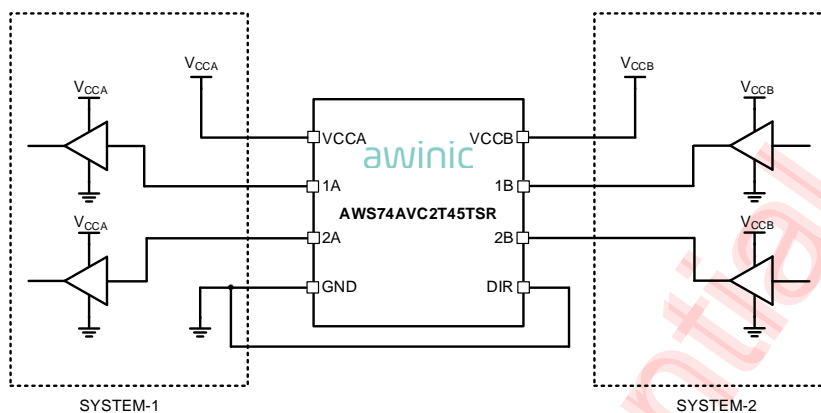 VCCA
VCCB
VCCA
VCCB
VCCA
VCCB
awinic
1A
1B
AWS74AVC2T45TSR
VCCA
VCCB
2A
2B
GND
DIR
SYSTEM-1
SYSTEM-2